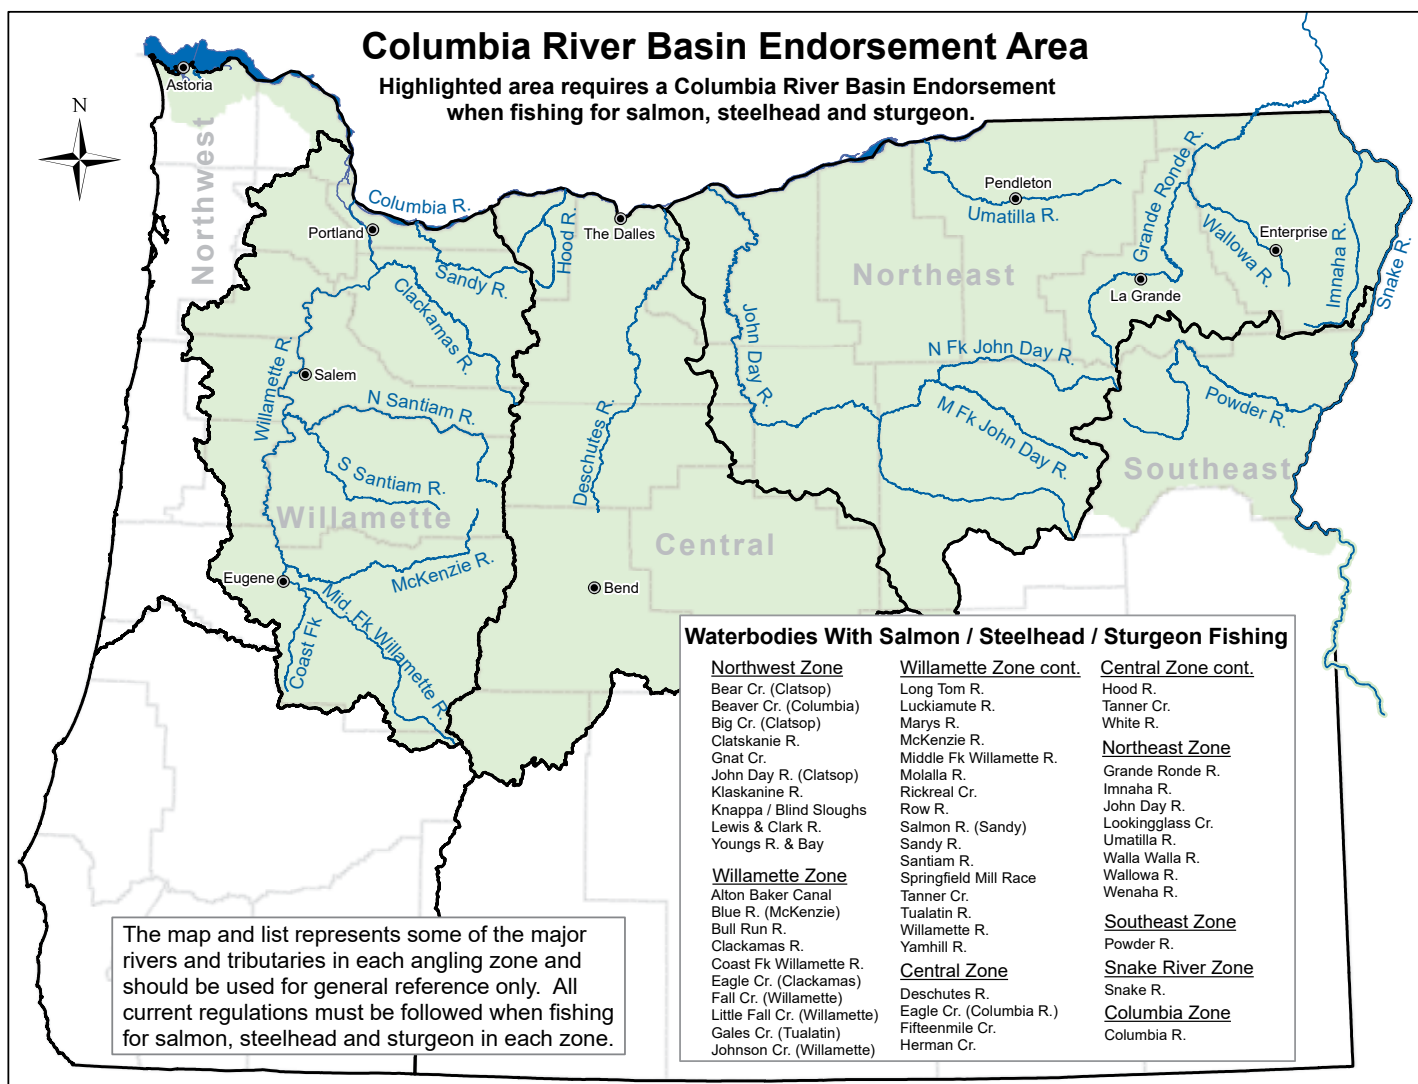 Columbia River Basin Endorsement Area
Highlighted area requires a Columbia River Basin Endorsement
when fishing for salmon, steelhead and sturgeon.
N
Astoria
Northwest
Columbia R.
Portland
Sandy R.
Clackamas R.
Hood R.
The Dalles
Willamette R.
Salem
N Santiam R.
S Santiam R.
Willamette
Eugene
McKenzie R.
Mid. Fk Willamette R.
Coast Fk
Deschutes R.
Central
Bend
John Day R.
Northeast
Pendleton
Umatilla R.
Grande Ronde R.
Wallowa R.
Enterprise
Imnaha R.
Snake R.
La Grande
N Fk John Day R.
M Fk John Day R.
Powder R.
Southeast
Waterbodies With Salmon / Steelhead / Sturgeon Fishing
Northwest Zone
Bear Cr. (Clatsop)
Beaver Cr. (Columbia)
Big Cr. (Clatsop)
Clatskanie R.
Gnat Cr.
John Day R. (Clatsop)
Klaskanine R.
Knappa / Blind Sloughs
Lewis & Clark R.
Youngs R. & Bay
Willamette Zone
Alton Baker Canal
Blue R. (McKenzie)
Bull Run R.
Clackamas R.
Coast Fk Willamette R.
Eagle Cr. (Clackamas)
Fall Cr. (Willamette)
Little Fall Cr. (Willamette)
Gales Cr. (Tualatin)
Johnson Cr. (Willamette)
Willamette Zone cont.
Long Tom R.
Luckiamute R.
Marys R.
McKenzie R.
Middle Fk Willamette R.
Molalla R.
Rickreal Cr.
Row R.
Salmon R. (Sandy)
Sandy R.
Santiam R.
Springfield Mill Race
Tanner Cr.
Tualatin R.
Willamette R.
Yamhill R.
Central Zone
Deschutes R.
Eagle Cr. (Columbia R.)
Fifteenmile Cr.
Herman Cr.
Central Zone cont.
Hood R.
Tanner Cr.
White R.
Northeast Zone
Grande Ronde R.
Imnaha R.
John Day R.
Lookingglass Cr.
Umatilla R.
Walla Walla R.
Wallowa R.
Wenaha R.
Southeast Zone
Powder R.
Snake River Zone
Snake R.
Columbia Zone
Columbia R.
The map and list represents some of the major
rivers and tributaries in each angling zone and
should be used for general reference only.  All
current regulations must be followed when fishing
for salmon, steelhead and sturgeon in each zone.